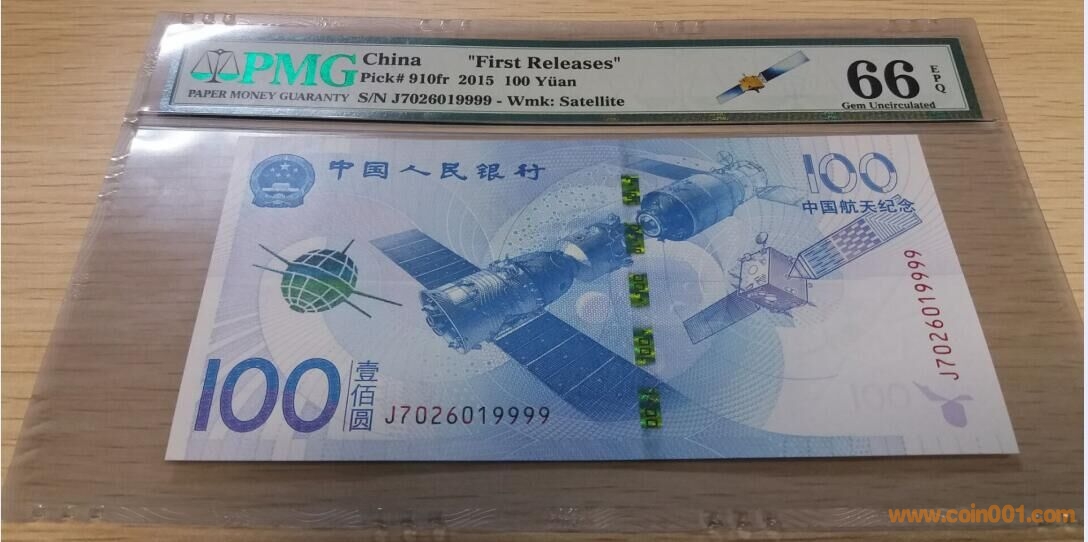 PMG
PAPER MONEY GUARANTY
China "First Releases"
Pick# 910fr 2015 100 Yüan
S/N J7026019999 - Wmk: Satellite
66
EPQ
Gem Uncirculated
中国人民银行
100
中国航天纪念
J7026019999
100
壹佰圆
J7026019999
100
www.coin001.com